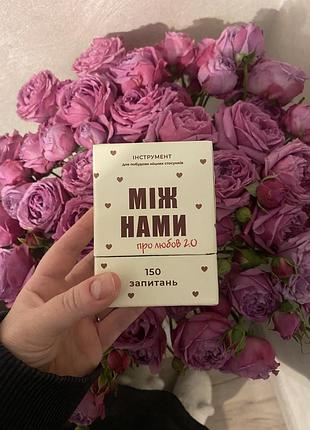 ІНСТРУМЕНТ
для побудови міцних стосунків
МІЖ
НАМИ
про любов 2.0
150
запитань